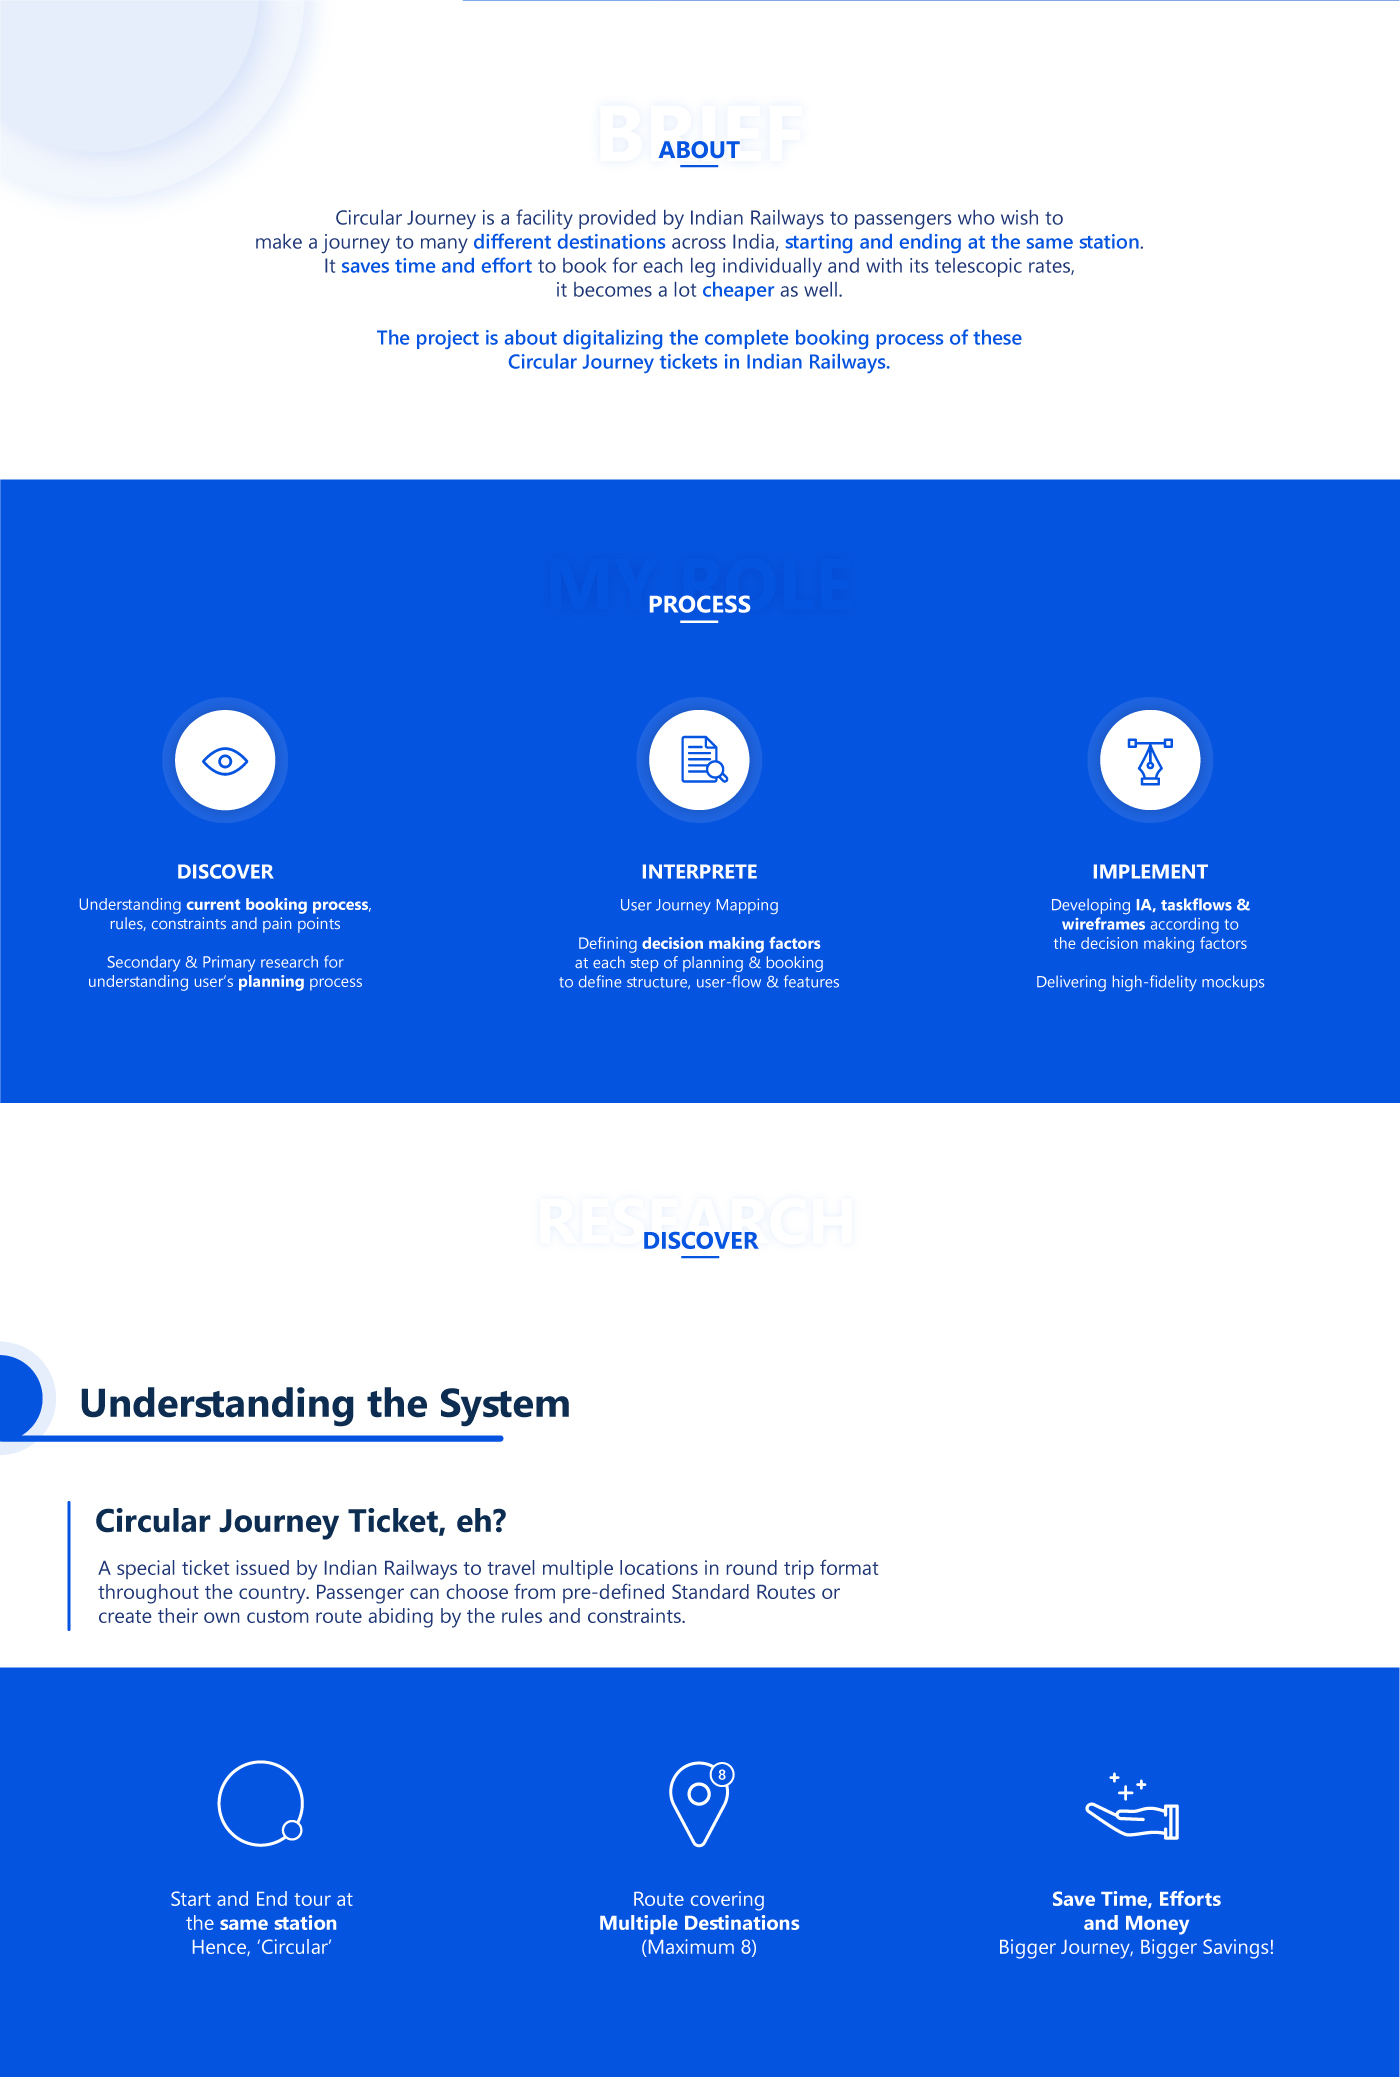 BRIEF
ABOUT
Circular Journey is a facility provided by Indian Railways to passengers who wish to
make a journey to many different destinations across India, starting and ending at the same station.
It saves time and effort to book for each leg individually and with its telescopic rates,
it becomes a lot cheaper as well.
The project is about digitalizing the complete booking process of these
Circular Journey tickets in Indian Railways.
MY ROLE
PROCESS
DISCOVER
Understanding current booking process,
rules, constraints and pain points
Secondary & Primary research for
understanding user's planning process
INTERPRETE
User Journey Mapping
Defining decision making factors
at each step of planning & booking
to define structure, user-flow & features
IMPLEMENT
Developing IA, taskflows &
wireframes according to
the decision making factors
Delivering high-fidelity mockups
RESEARCH
DISCOVER
Understanding the System
Circular Journey Ticket, eh?
A special ticket issued by Indian Railways to travel multiple locations in round trip format
throughout the country. Passenger can choose from pre-defined Standard Routes or
create their own custom route abiding by the rules and constraints.
Start and End tour at
the same station
Hence, ‘Circular’
8
Route covering
Multiple Destinations
(Maximum 8)
Save Time, Efforts
and Money
Bigger Journey, Bigger Savings!